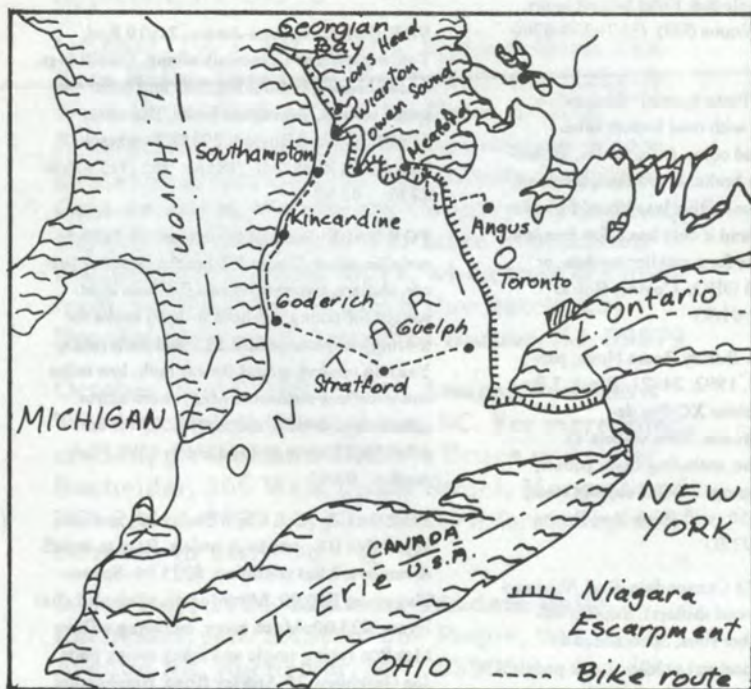 Georgian
Bay
Lion's Head
Wiarton
Owen Sound
Meaford
Southampton
Huron
Kincardine
Angus
Toronto
L. Ontario
Goderich
TAR
Guelph
Stratford
MICHIGAN
N
NEW
YORK
CANADA
U.S.A.
Erie
Niagara
Escarpment
OHIO
Bike route